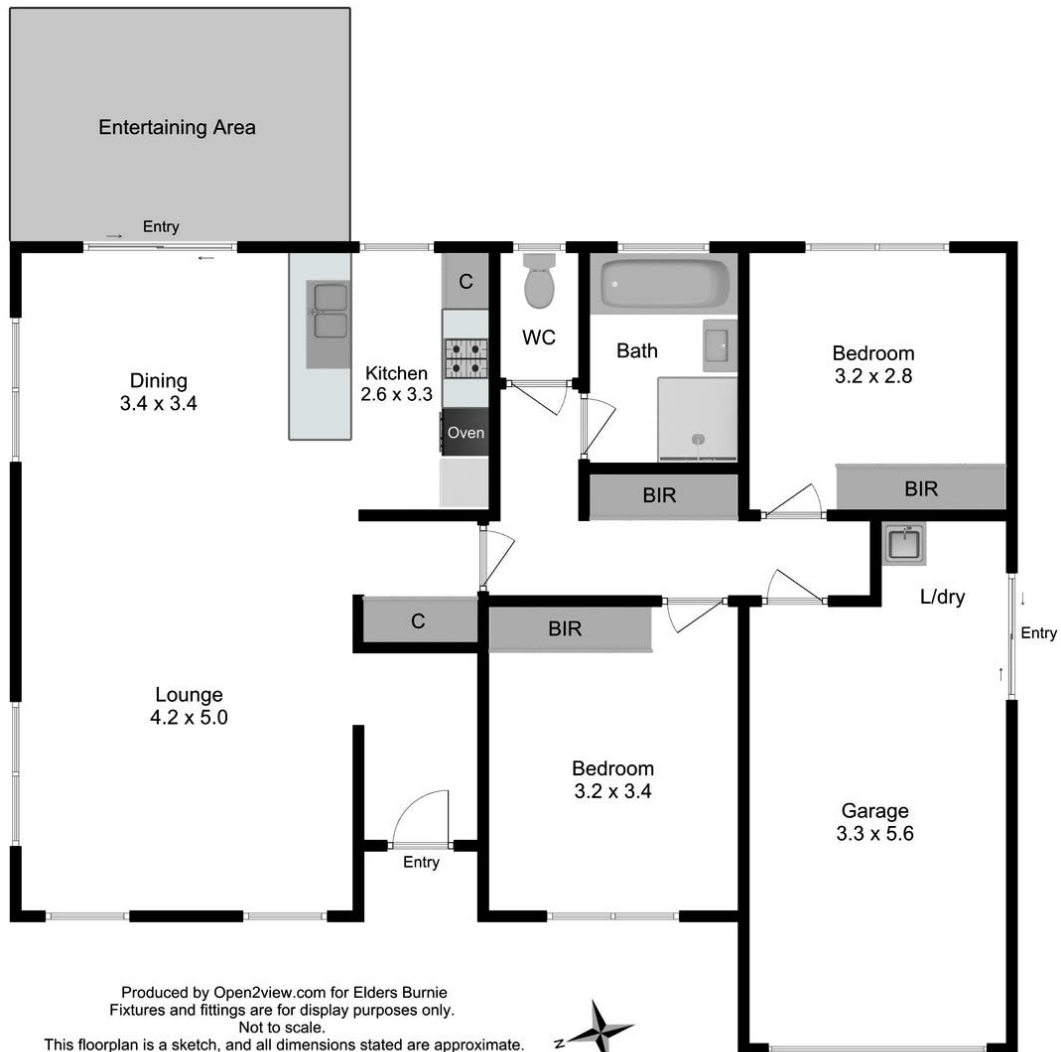 Entertaining Area
Entry
C
WC
Bath
Bedroom
3.2 x 2.8
Dining
3.4 x 3.4
Kitchen
2.6 x 3.3
Oven
BIR
BIR
L/dry
Entry
C
BIR
Lounge
4.2 x 5.0
Bedroom
3.2 x 3.4
Garage
3.3 x 5.6
Entry
Produced by Open2view.com for Elders Burnie
Fixtures and fittings are for display purposes only.
Not to scale.
This floorplan is a sketch, and all dimensions stated are approximate.
N